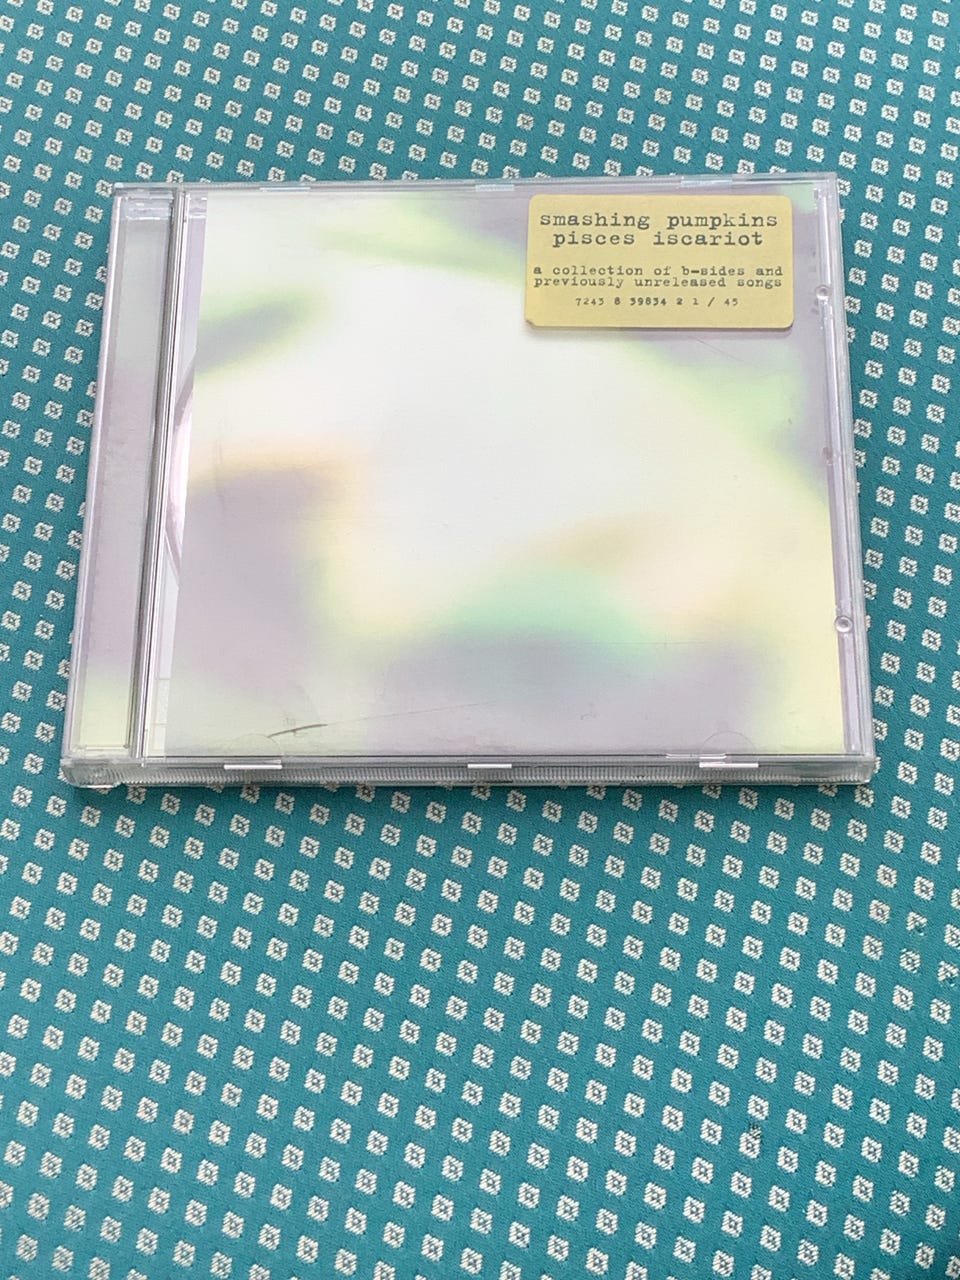 smashing pumpkins
pisces iscariot
a collection of b-sides and
previously unreleased songs
7243 8 39834 2 1 / 45